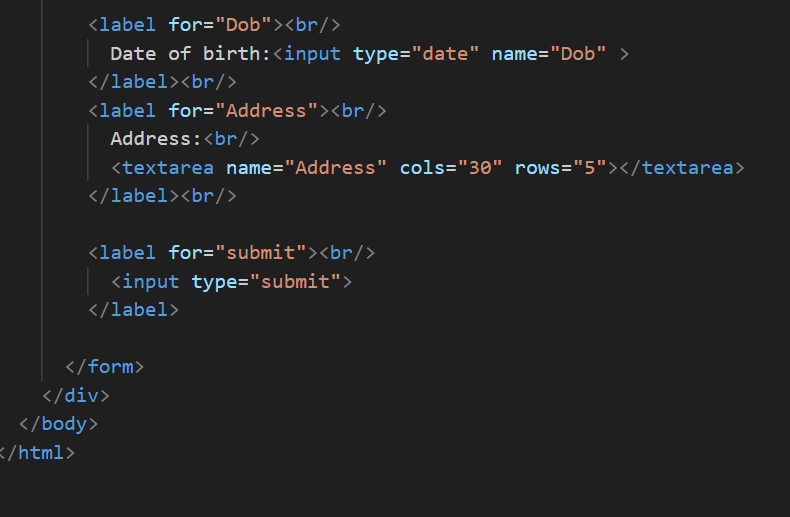 <label for="Dob"><br/>
Date of birth:<input type="date" name="Dob" >
</label><br/>
<label for="Address"><br/>
Address:<br/>
<textarea name="Address" cols="30" rows="5"></textarea>
</label><br/>
<label for="submit"><br/>
<input type="submit">
</label>
</form>
</div>
</body>
</html>